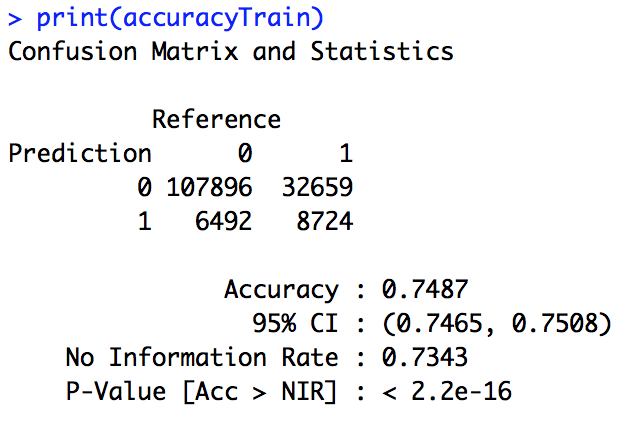 > print(accuracyTrain)
Confusion Matrix and Statistics
Reference
Prediction 0 1
0 107896 32659
1 6492 8724
Accuracy : 0.7487
95% CI : (0.7465, 0.7508)
No Information Rate : 0.7343
P-Value [Acc > NIR] : < 2.2e-16